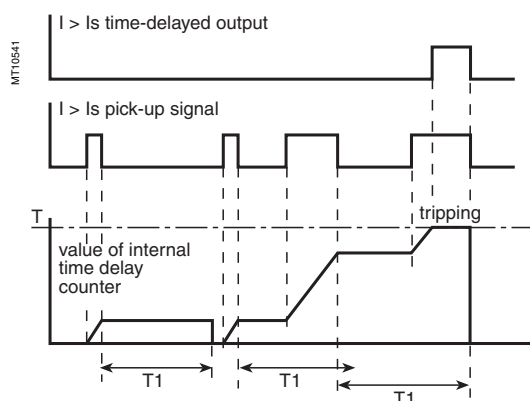 MT10541
I > Is time-delayed output
I > Is pick-up signal
T
tripping
value of internal
time delay
counter
T1
T1
T1